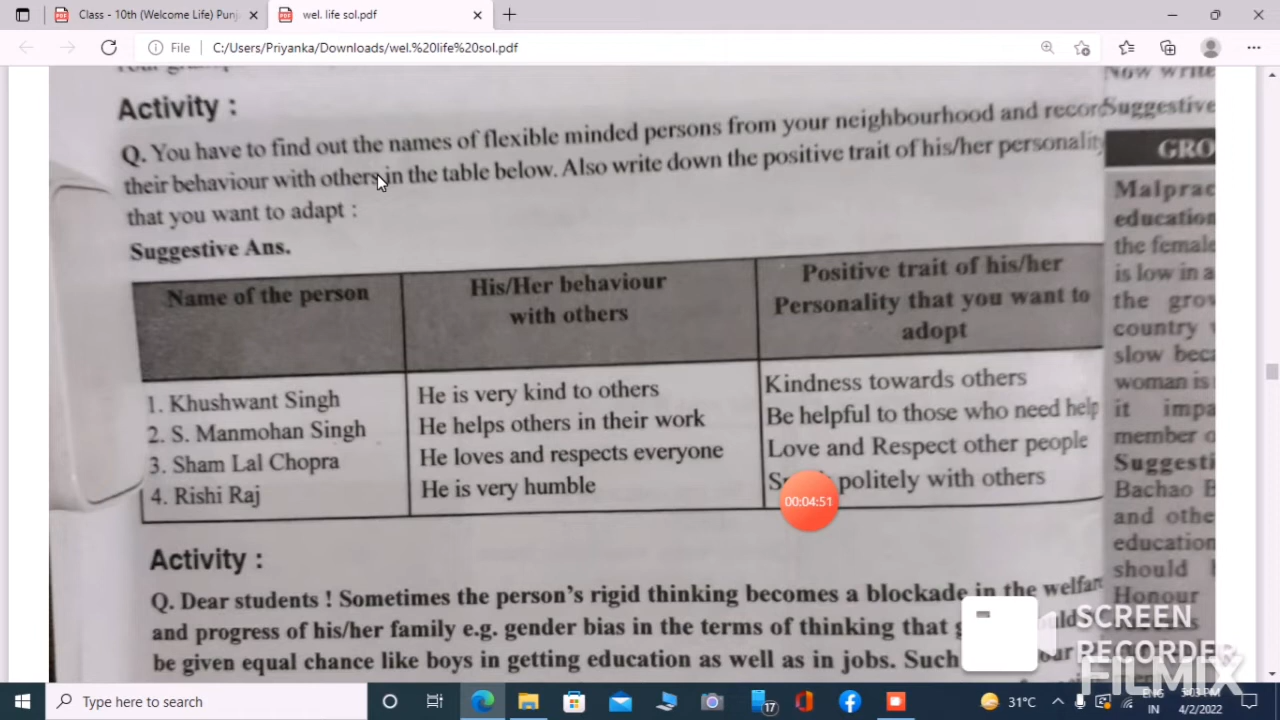 Class - 10th (Welcome Life) Punj
wel. life sol.pdf
File
C:/Users/Priyanka/Downloads/wel.%20life%20sol.pdf
Activity :
Q. You have to find out the names of flexible minded persons from your neighbourhood and record
their behaviour with others in the table below. Also write down the positive trait of his/her personality
that you want to adapt :
Suggestive Ans.
Name of the person
His/Her behaviour
with others
Positive trait of his/her
Personality that you want to
adopt
1. Khushwant Singh
He is very kind to others
Kindness towards others
2. S. Manmohan Singh
He helps others in their work
Be helpful to those who need help
3. Sham Lal Chopra
He loves and respects everyone
Love and Respect other people
4. Rishi Raj
He is very humble
politely with others
00:04:51
Activity :
Q. Dear students ! Sometimes the person's rigid thinking becomes a blockade in the welfar
and progress of his/her family e.g. gender bias in the terms of thinking that
be given equal chance like boys in getting education as well as in jobs. Such
Now write
Suggestive
GRO
Malprac
education
the female
is low in a
the grov
country
slow beca
woman is
it impa
member o
Suggesti
Bachao B
and othe
education
should
Honour
SCREEN
RECORDER
FILMIX
Type here to search
17
31°C
ENG
IN
5:03 PM
4/2/2022